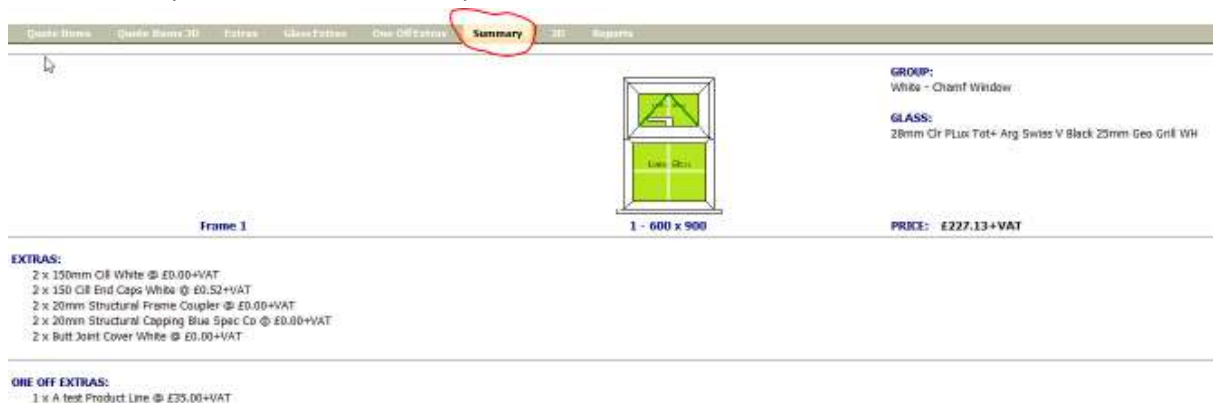 Quote Items Quote Items 3D Extras Glass Extras One Off Extras Summary 3D Reports
GROUP:
White - Chamf Window
GLASS:
28mm Clr PLux Tot+ Arg Swiss V Black 25mm Geo Grill WH
Frame 1
1 - 600 x 900
PRICE: £227.13+VAT
EXTRAS:
2 x 150mm Cill White @ £0.00+VAT
2 x 150 Cill End Caps White @ £0.52+VAT
2 x 20mm Structural Frame Coupler @ £0.00+VAT
2 x 20mm Structural Capping Blue Spec Co @ £0.00+VAT
2 x Butt Joint Cover White @ £0.00+VAT
ONE OFF EXTRAS:
1 x A test Product Line @ £35.00+VAT